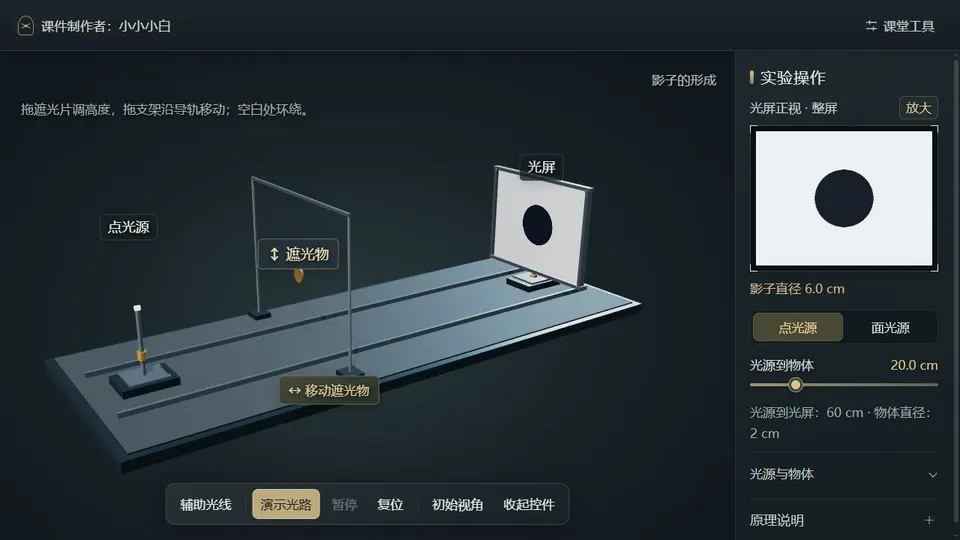 课件制作者：小小小白
课堂工具
影子的形成
拖遮光片调高度，拖支架沿导轨移动；空白处环绕。
点光源
遮光物
光屏
移动遮光物
辅助光线
演示光路
暂停
复位
初始视角
收起控件
实验操作
光屏正视 · 整屏
放大
影子直径 6.0 cm
点光源
面光源
光源到物体 20.0 cm
光源到光屏：60 cm · 物体直径：
2 cm
光源与物体
原理说明